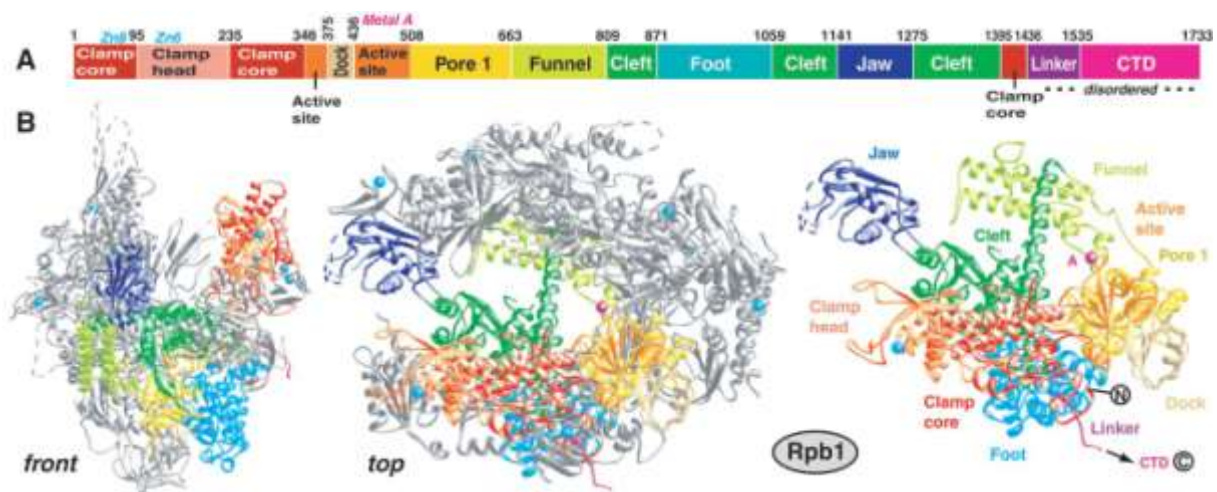 1 Zn8 95 Zn6 235 346 375 436 Metal A 508 663 809 871 1059 1141 1275 1395 1436 1535 1733
A Clamp core Clamp head Clamp core Dock Active site Pore 1 Funnel Cleft Foot Cleft Jaw Cleft Linker CTD
Active site
Clamp core
disordered
B
front
top
Rpb1
Jaw
Funnel
Cleft
Active site
A
Pore 1
Clamp head
Clamp core
N
Dock
Linker
Foot
CTD C